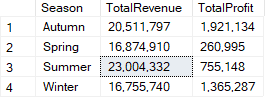 Season TotalRevenue TotalProfit
1 Autumn 20,511,797 1,921,134
2 Spring 16,874,910 260,995
3 Summer 23,004,332 755,148
4 Winter 16,755,740 1,365,287